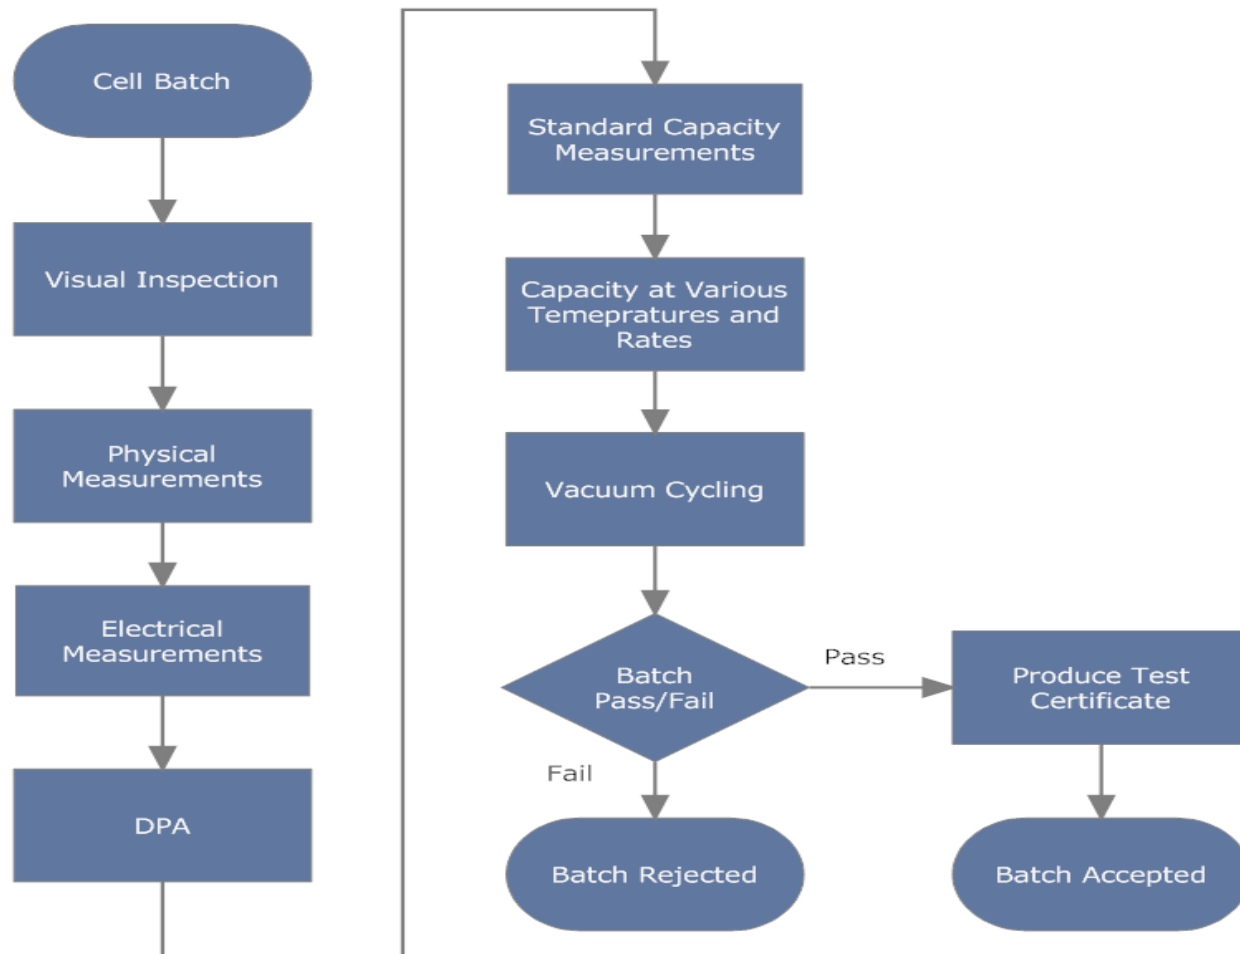 Cell Batch
Visual Inspection
Physical
Measurements
Electrical
Measurements
DPA
Standard Capacity
Measurements
Capacity at Various
Temepratures and
Rates
Vacuum Cycling
Batch
Pass/Fail
Pass
Fail
Produce Test
Certificate
Batch Rejected
Batch Accepted